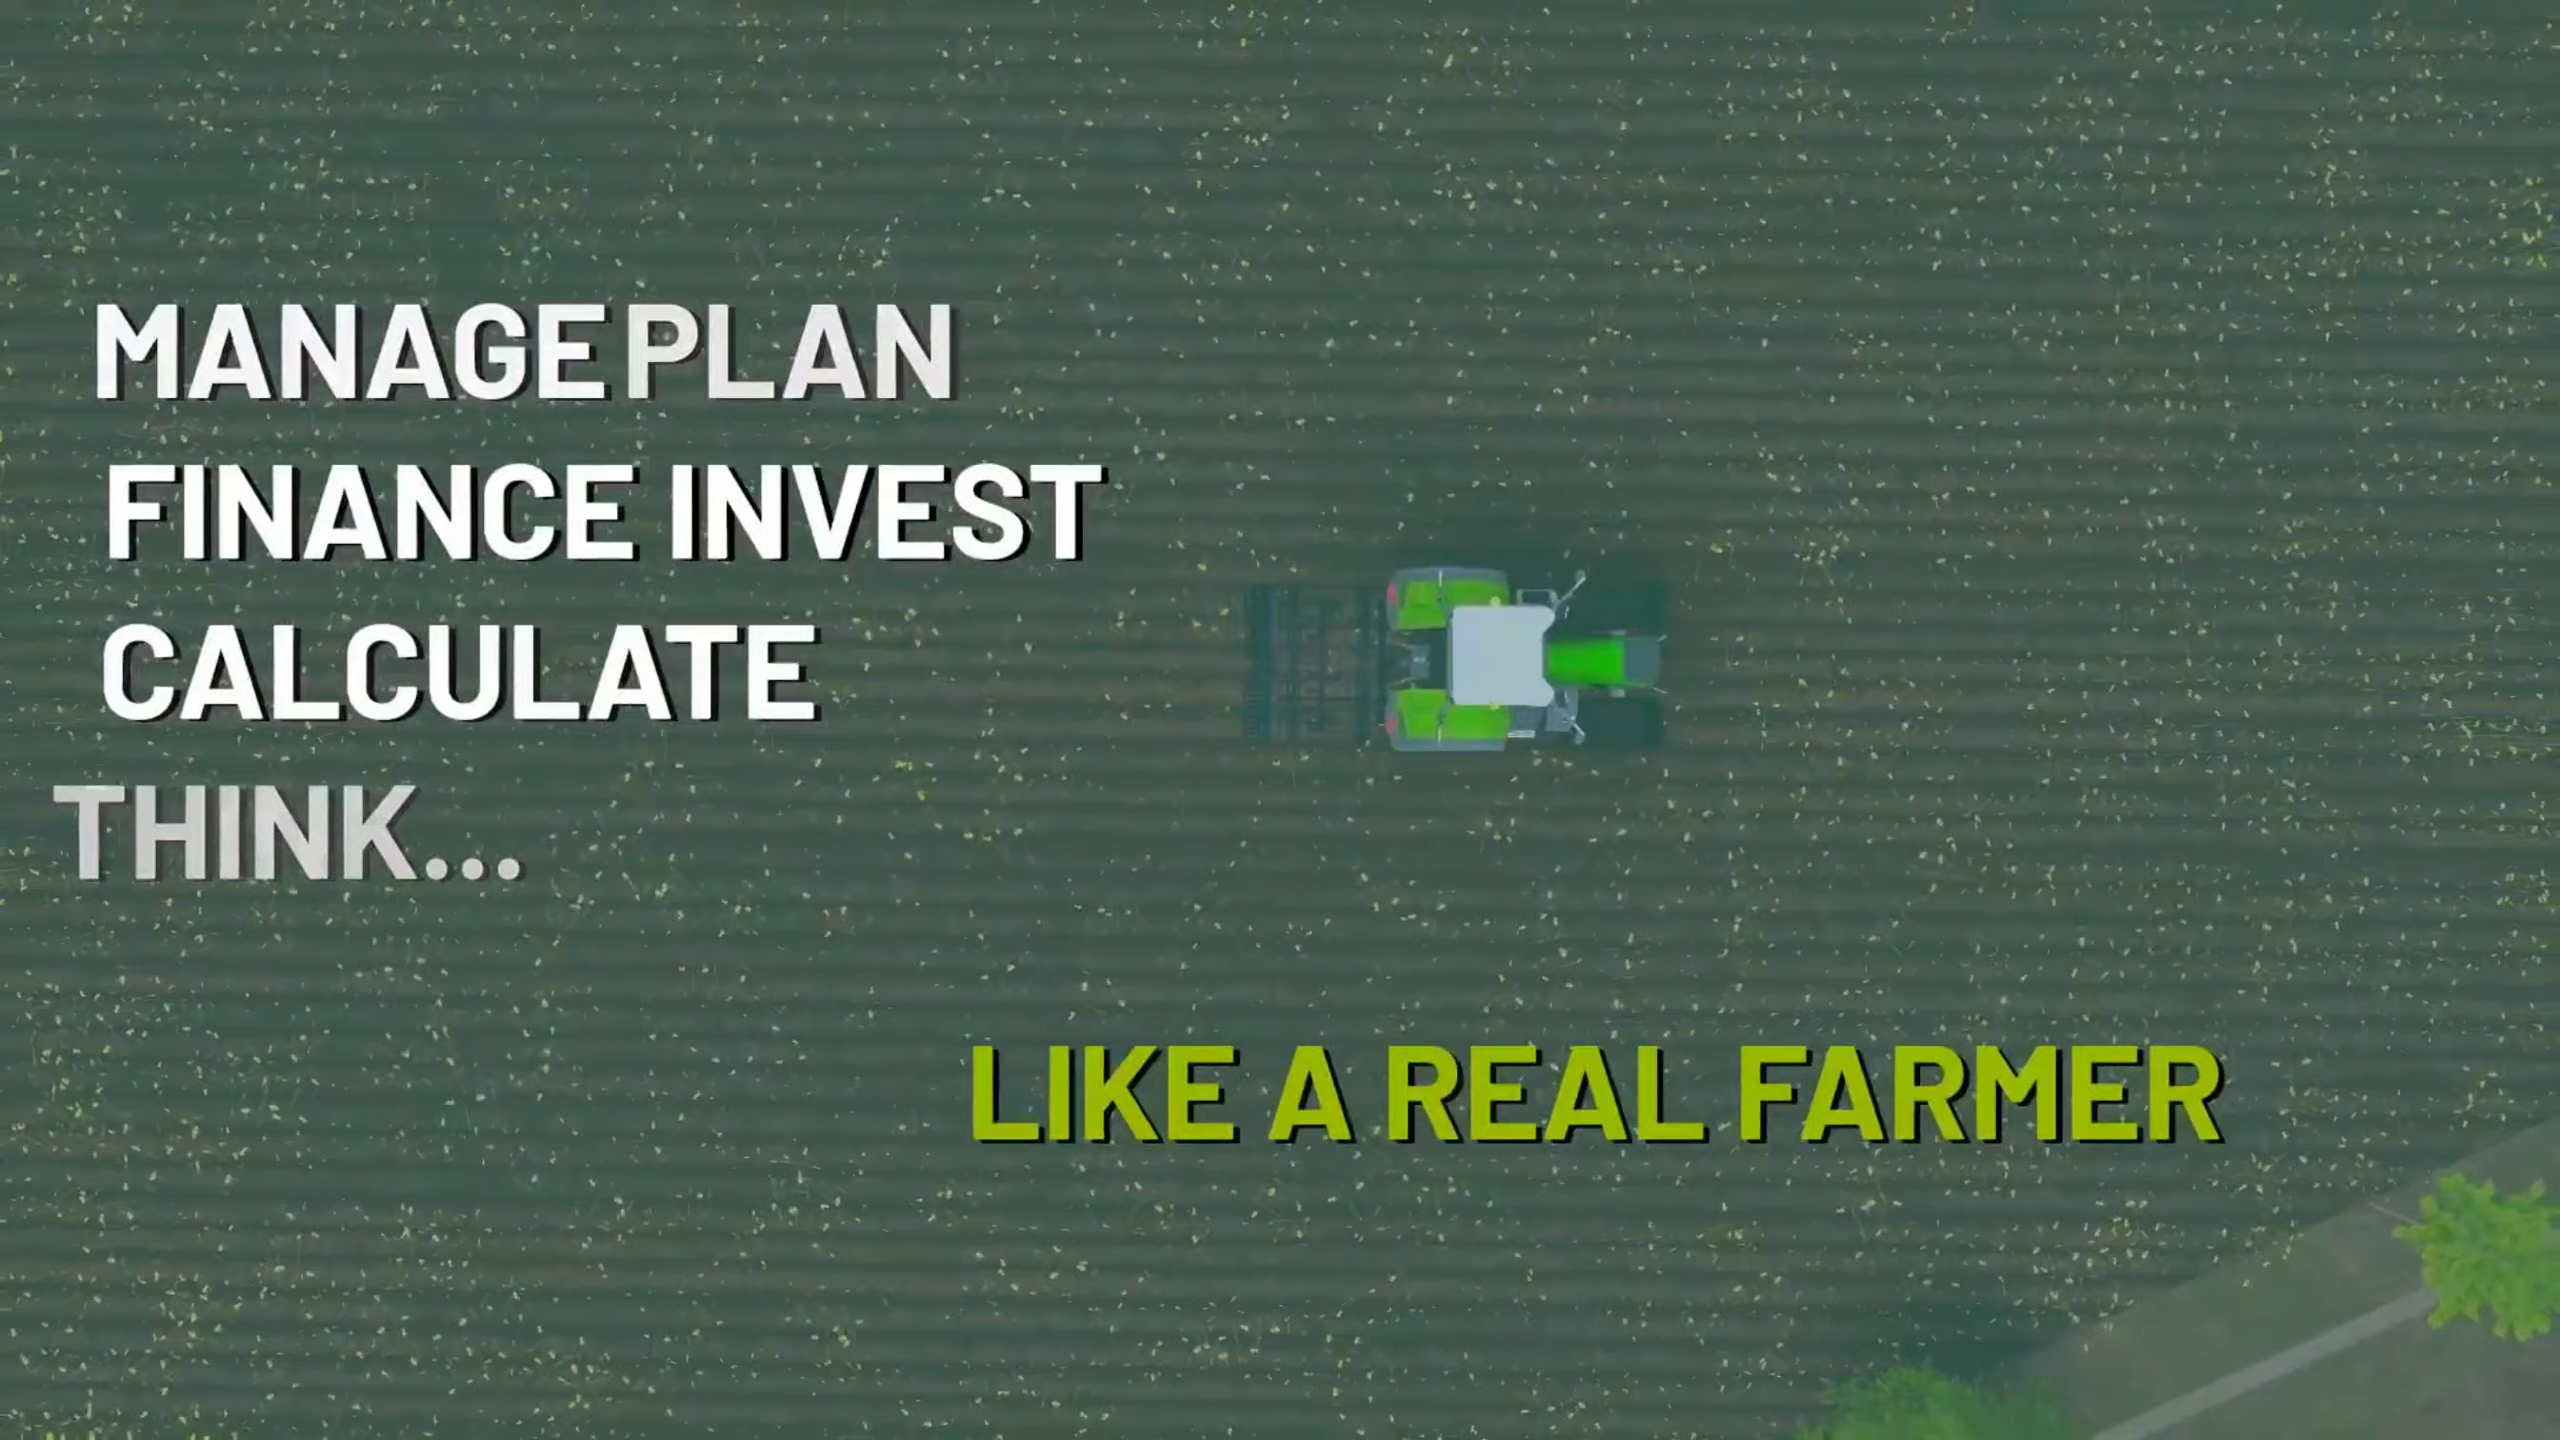 MANAGE PLAN
FINANCE INVEST
CALCULATE
THINK...
LIKE A REAL FARMER